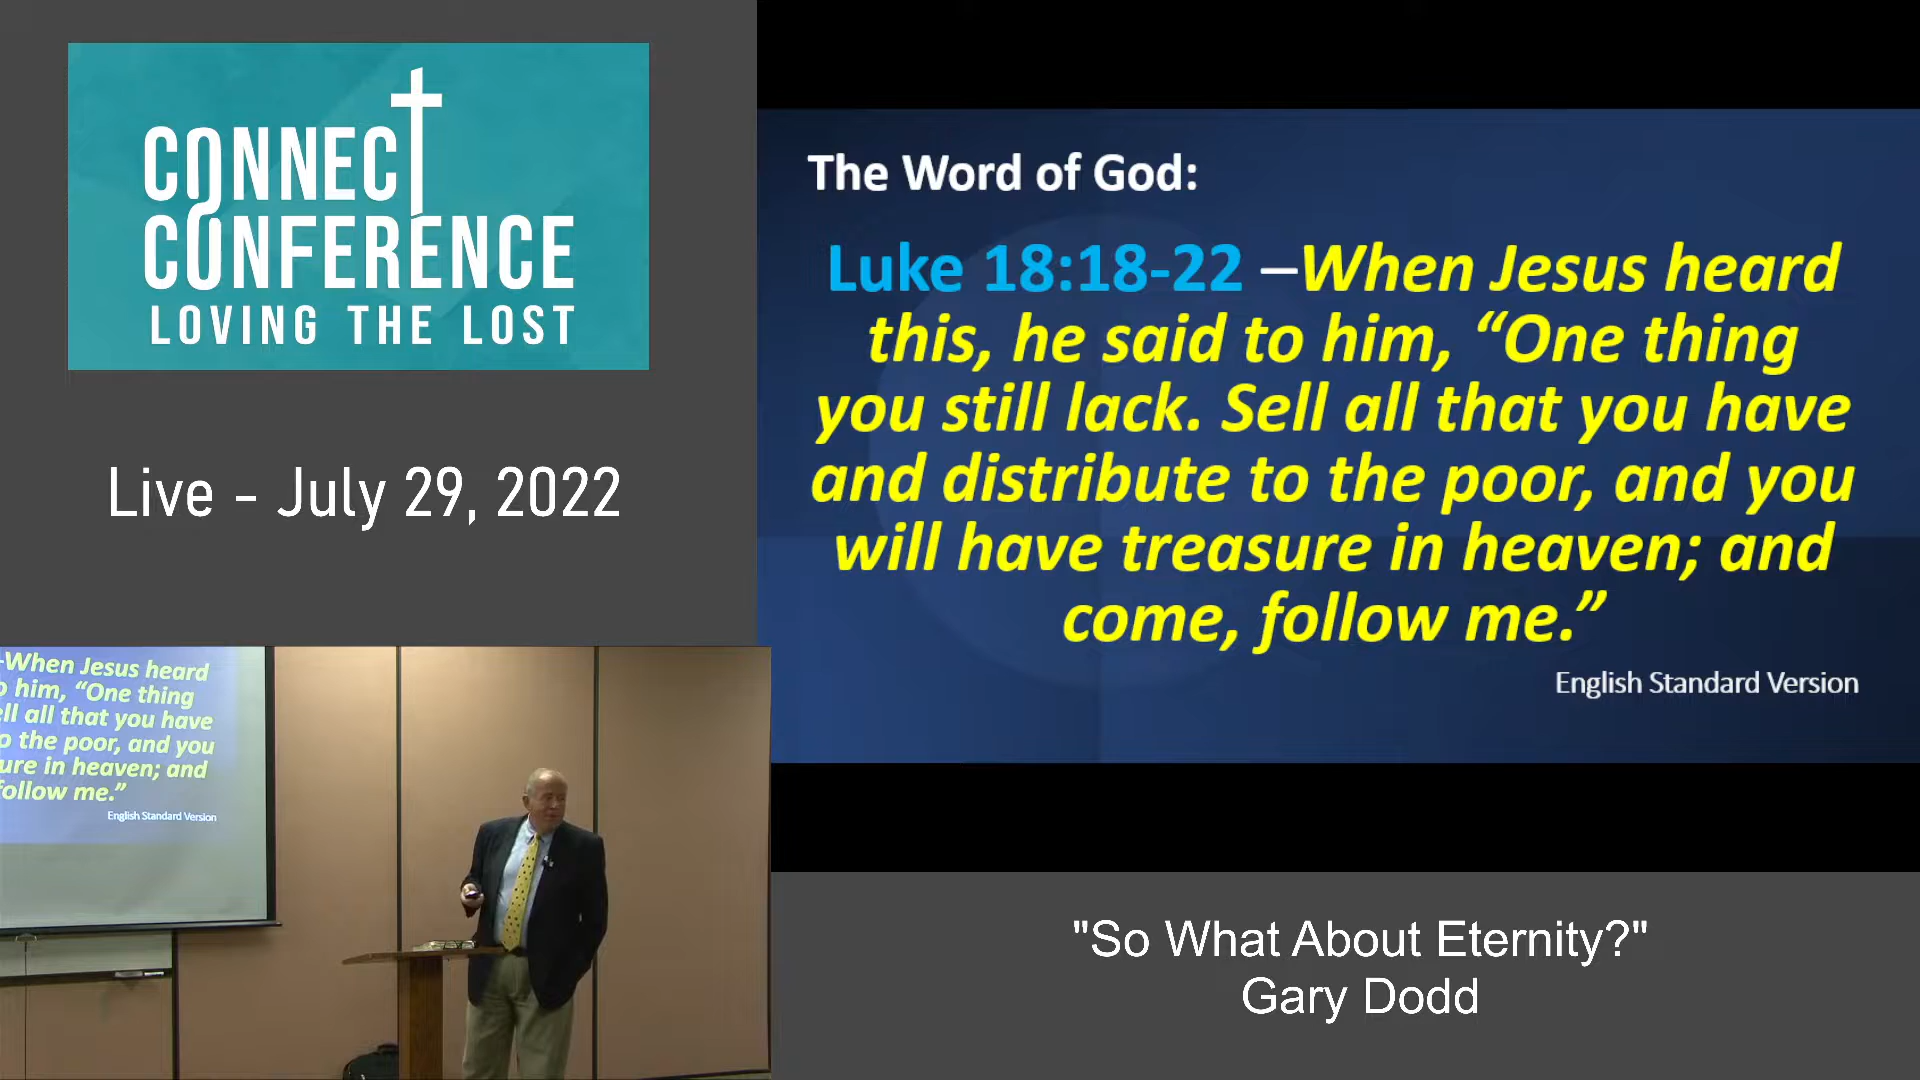 CONNECT
CONFERENCE
LOVING THE LOST
Live - July 29, 2022
The Word of God:
Luke 18:18-22 –When Jesus heard
this, he said to him, “One thing
you still lack. Sell all that you have
and distribute to the poor, and you
will have treasure in heaven; and
come, follow me.”
English Standard Version
-When Jesus heard
o him, “One thing
ell all that you have
o the poor, and you
ure in heaven; and
follow me.”
English Standard Version
"So What About Eternity?"
Gary Dodd